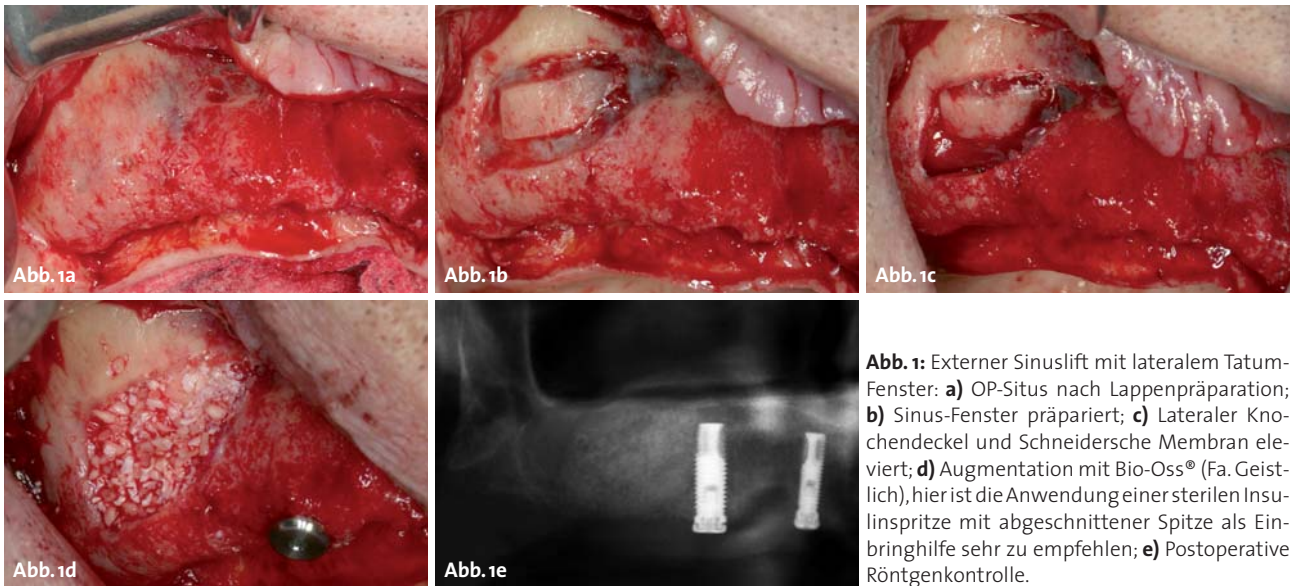 Abb. 1a
Abb. 1b
Abb. 1c
Abb. 1d
Abb. 1e
Abb. 1: Externer Sinuslift mit lateralem Tatum-
Fenster: a) OP-Situs nach Lappenpräparation;
b) Sinus-Fenster präpariert; c) Lateraler Kno-
chendeckel und Schneidersche Membran ele-
viert; d) Augmentation mit Bio-Oss® (Fa. Geist-
lich), hier ist die Anwendung einer sterilen Insu-
linspritze mit abgeschnittener Spitze als Ein-
bringhilfe sehr zu empfehlen; e) Postoperative
Röntgenkontrolle.